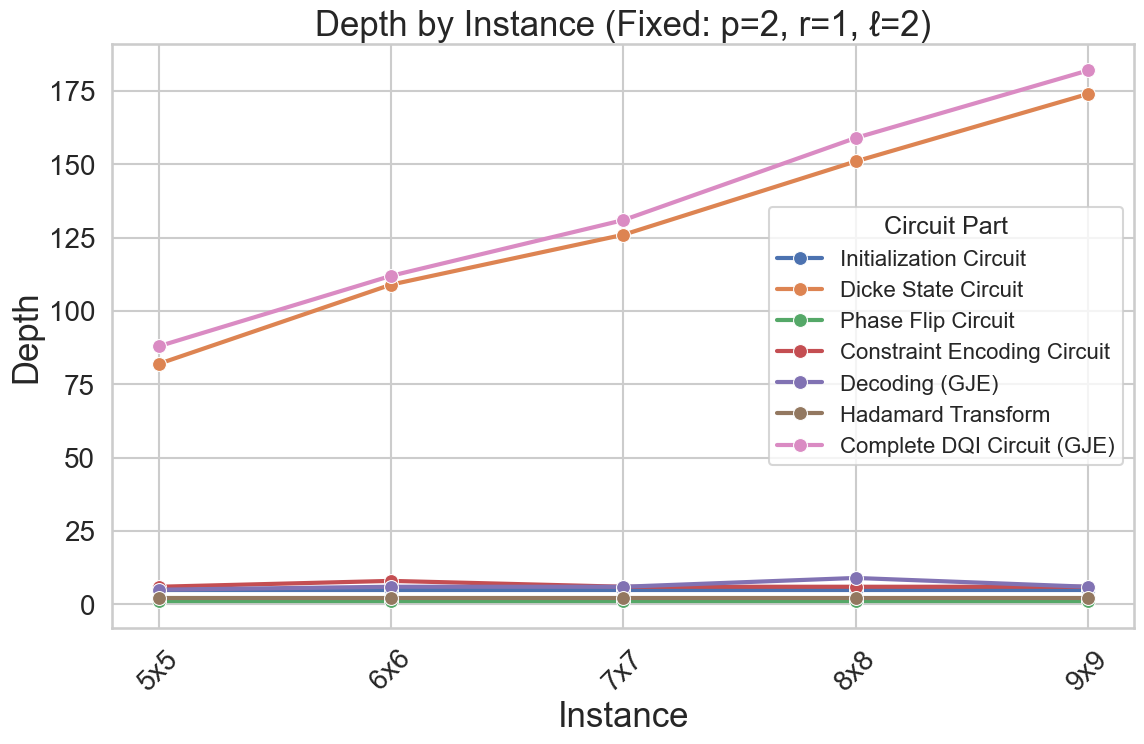 Depth by Instance (Fixed: p=2, r=1, ℓ=2)
Depth
175
150
125
100
75
50
25
0
Circuit Part
Initialization Circuit
Dicke State Circuit
Phase Flip Circuit
Constraint Encoding Circuit
Decoding (GJE)
Hadamard Transform
Complete DQI Circuit (GJE)
5x5
6x6
7x7
8x8
9x9
Instance